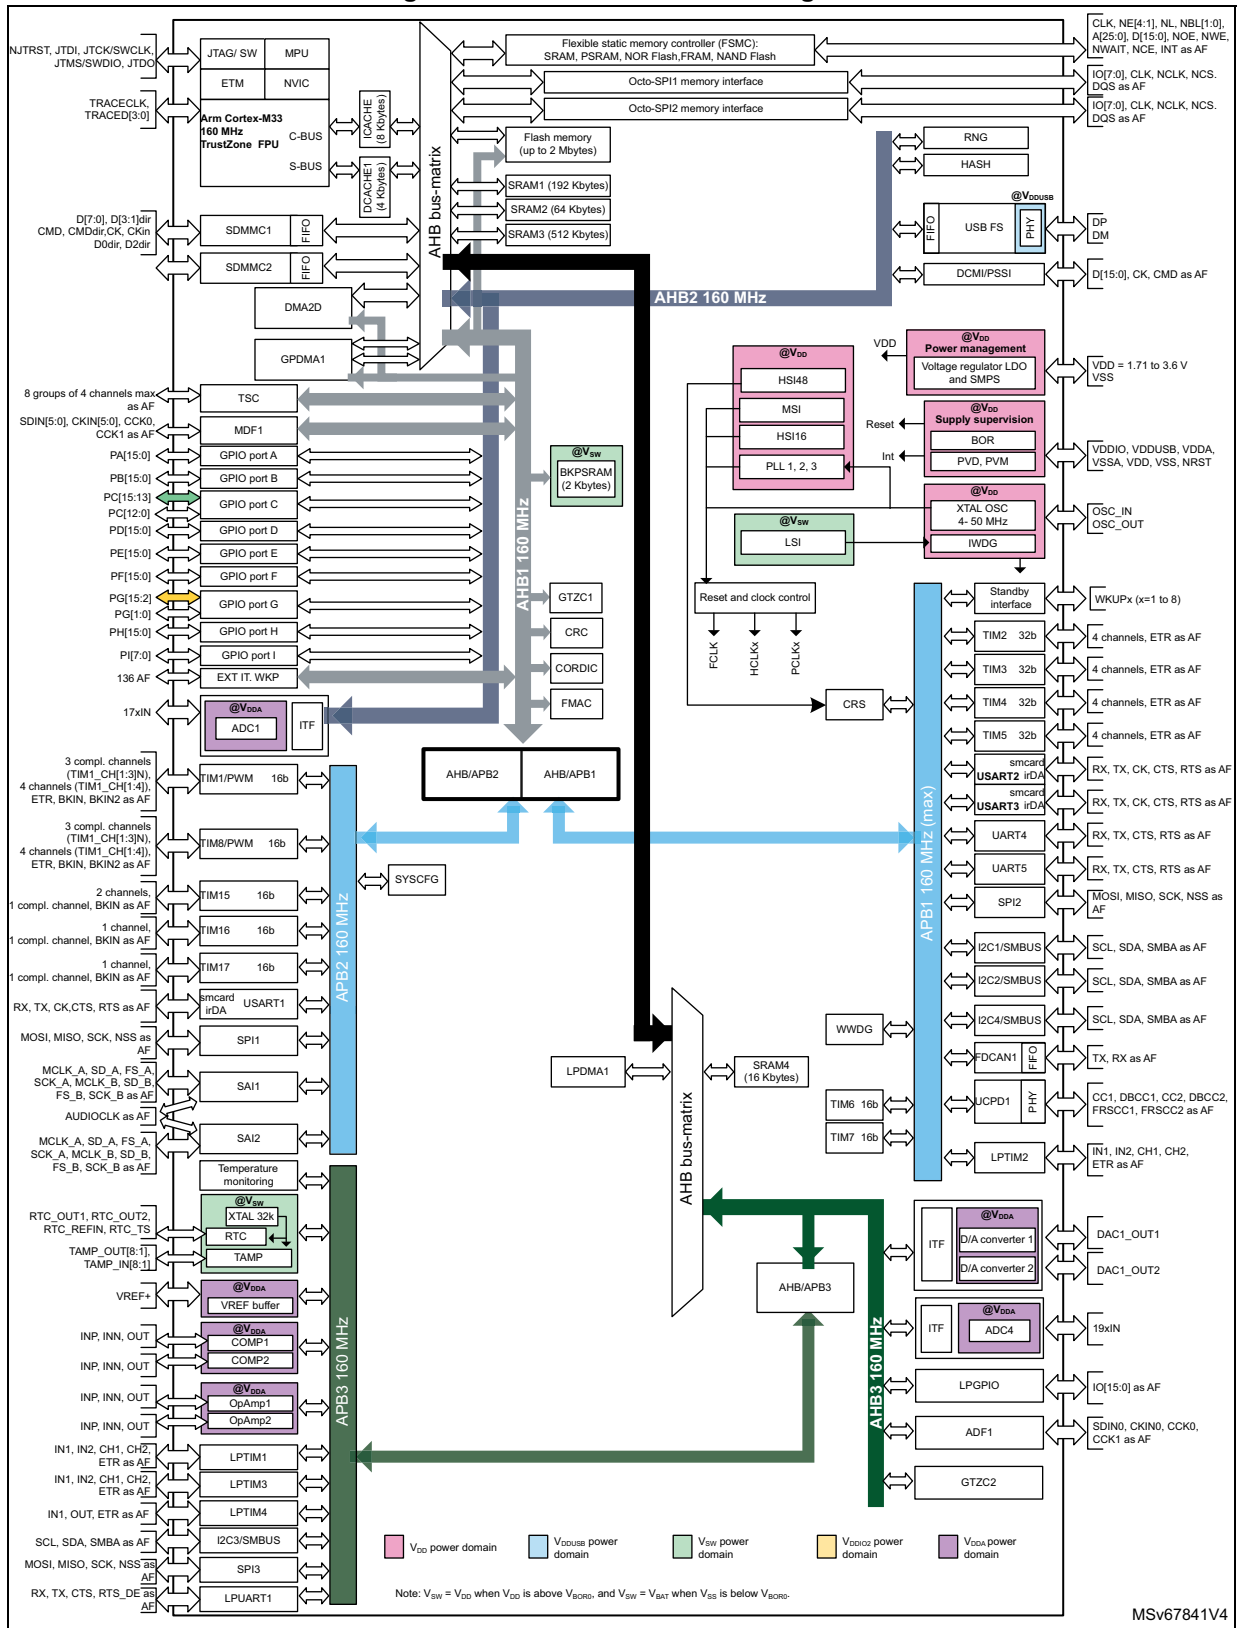 NJTRST, JTDI, JTCK/SWCLK,
JTMS/SWDIO, JTDO
TRACECLK,
TRACED[3:0]
JTAG/ SW
MPU
ETM
NVIC
Arm Cortex-M33
160 MHz
TrustZone FPU
C-BUS
S-BUS
ICACHE
(8 Kbytes)
DCACHE1
(4 Kbytes)
AHB bus-matrix
Flexible static memory controller (FSMC):
SRAM, PSRAM, NOR Flash,FRAM, NAND Flash
CLK, NE[4:1], NL, NBL[1:0],
A[25:0], D[15:0], NOE, NWE,
NWAIT, NCE, INT as AF
Octo-SPI1 memory interface
IO[7:0], CLK, NCLK, NCS.
DQS as AF
Octo-SPI2 memory interface
IO[7:0], CLK, NCLK, NCS.
DQS as AF
Flash memory
(up to 2 Mbytes)
SRAM1 (192 Kbytes)
SRAM2 (64 Kbytes)
SRAM3 (512 Kbytes)
RNG
HASH
@VDDUSB
FIFO
USB FS
PHY
DP
DM
DCMI/PSSI
D[15:0], CK, CMD as AF
AHB2 160 MHz
D[7:0], D[3:1]dir
CMD, CMDdir,CK, CKin
D0dir, D2dir
SDMMC1
FIFO
SDMMC2
FIFO
DMA2D
GPDMA1
8 groups of 4 channels max
as AF
TSC
SDIN[5:0], CKIN[5:0], CCK0,
CCK1 as AF
MDF1
PA[15:0]
GPIO port A
PB[15:0]
GPIO port B
PC[15:13]
PC[12:0]
GPIO port C
PD[15:0]
GPIO port D
PE[15:0]
GPIO port E
PF[15:0]
GPIO port F
PG[15:2]
PG[1:0]
GPIO port G
PH[15:0]
GPIO port H
PI[7:0]
GPIO port I
136 AF
EXT IT. WKP
17xIN
@VDDA
ADC1
ITF
AHB1 160 MHz
@VSW
BKPSRAM
(2 Kbytes)
GTZC1
CRC
CORDIC
FMAC
@VDD
HSI48
MSI
HSI16
PLL 1, 2, 3
@VSW
LSI
VDD
@VDD
Power management
Voltage regulator LDO
and SMPS
VDD = 1.71 to 3.6 V
VSS
Reset
Int
@VDD
Supply supervision
BOR
PVD, PVM
VDDIO, VDDUSB, VDDA,
VSSA, VDD, VSS, NRST
@VDD
XTAL OSC
4- 50 MHz
IWDG
OSC_IN
OSC_OUT
Reset and clock control
FCLK
HCLKx
PCLKx
CRS
Standby
interface
WKUPx (x=1 to 8)
TIM2 32b
4 channels, ETR as AF
TIM3 32b
4 channels, ETR as AF
TIM4 32b
4 channels, ETR as AF
TIM5 32b
4 channels, ETR as AF
smcard
USART2 irDA
RX, TX, CK, CTS, RTS as AF
smcard
USART3 irDA
RX, TX, CK, CTS, RTS as AF
UART4
RX, TX, CTS, RTS as AF
UART5
RX, TX, CTS, RTS as AF
SPI2
MOSI, MISO, SCK, NSS as
AF
I2C1/SMBUS
SCL, SDA, SMBA as AF
I2C2/SMBUS
SCL, SDA, SMBA as AF
I2C4/SMBUS
SCL, SDA, SMBA as AF
FDCAN1
FIFO
TX, RX as AF
UCPD1
PHY
CC1, DBCC1, CC2, DBCC2,
FRSCC1, FRSCC2 as AF
LPTIM2
IN1, IN2, CH1, CH2,
ETR as AF
APB1 160 MHz (max)
WWDG
TIM6 16b
TIM7 16b
AHB/APB2
AHB/APB1
3 compl. channels
(TIM1_CH[1:3]N),
4 channels (TIM1_CH[1:4]),
ETR, BKIN, BKIN2 as AF
TIM1/PWM 16b
3 compl. channels
(TIM1_CH[1:3]N),
4 channels (TIM1_CH[1:4]),
ETR, BKIN, BKIN2 as AF
TIM8/PWM 16b
2 channels,
1 compl. channel, BKIN as AF
TIM15 16b
1 channel,
1 compl. channel, BKIN as AF
TIM16 16b
1 channel,
1 compl. channel, BKIN as AF
TIM17 16b
RX, TX, CK,CTS, RTS as AF
smcard
irDA
USART1
MOSI, MISO, SCK, NSS as
AF
SPI1
MCLK_A, SD_A, FS_A,
SCK_A, MCLK_B, SD_B,
FS_B, SCK_B as AF
SAI1
AUDIOCLK as AF
MCLK_A, SD_A, FS_A,
SCK_A, MCLK_B, SD_B,
FS_B, SCK_B as AF
SAI2
APB2 160 MHz
SYSCFG
LPDMA1
AHB bus-matrix
SRAM4
(16 Kbytes)
Temperature
monitoring
@VSW
XTAL 32k
RTC
TAMP
RTC_OUT1, RTC_OUT2,
RTC_REFIN, RTC_TS
TAMP_OUT[8:1],
TAMP_IN[8:1]
VREF+
@VDDA
VREF buffer
INP, INN, OUT
INP, INN, OUT
@VDDA
COMP1
COMP2
INP, INN, OUT
INP, INN, OUT
@VDDA
OpAmp1
OpAmp2
IN1, IN2, CH1, CH2,
ETR as AF
LPTIM1
IN1, IN2, CH1, CH2,
ETR as AF
LPTIM3
IN1, OUT, ETR as AF
LPTIM4
SCL, SDA, SMBA as AF
I2C3/SMBUS
MOSI, MISO, SCK, NSS as
AF
SPI3
RX, TX, CTS, RTS_DE as
AF
LPUART1
APB3 160 MHz
AHB/APB3
AHB3 160 MHz
ITF
@VDDA
D/A converter 1
D/A converter 2
DAC1_OUT1
DAC1_OUT2
ITF
@VDDA
ADC4
19xIN
LPGPIO
IO[15:0] as AF
ADF1
SDIN0, CKIN0, CCK0,
CCK1 as AF
GTZC2
VDD power domain
VDDUSB power
domain
VSW power
domain
VDDIO2 power
domain
VDDA power
domain
Note: VSW = VDD when VDD is above VBOR0, and VSW = VBAT when VSS is below VBOR0.
MSv67841V4